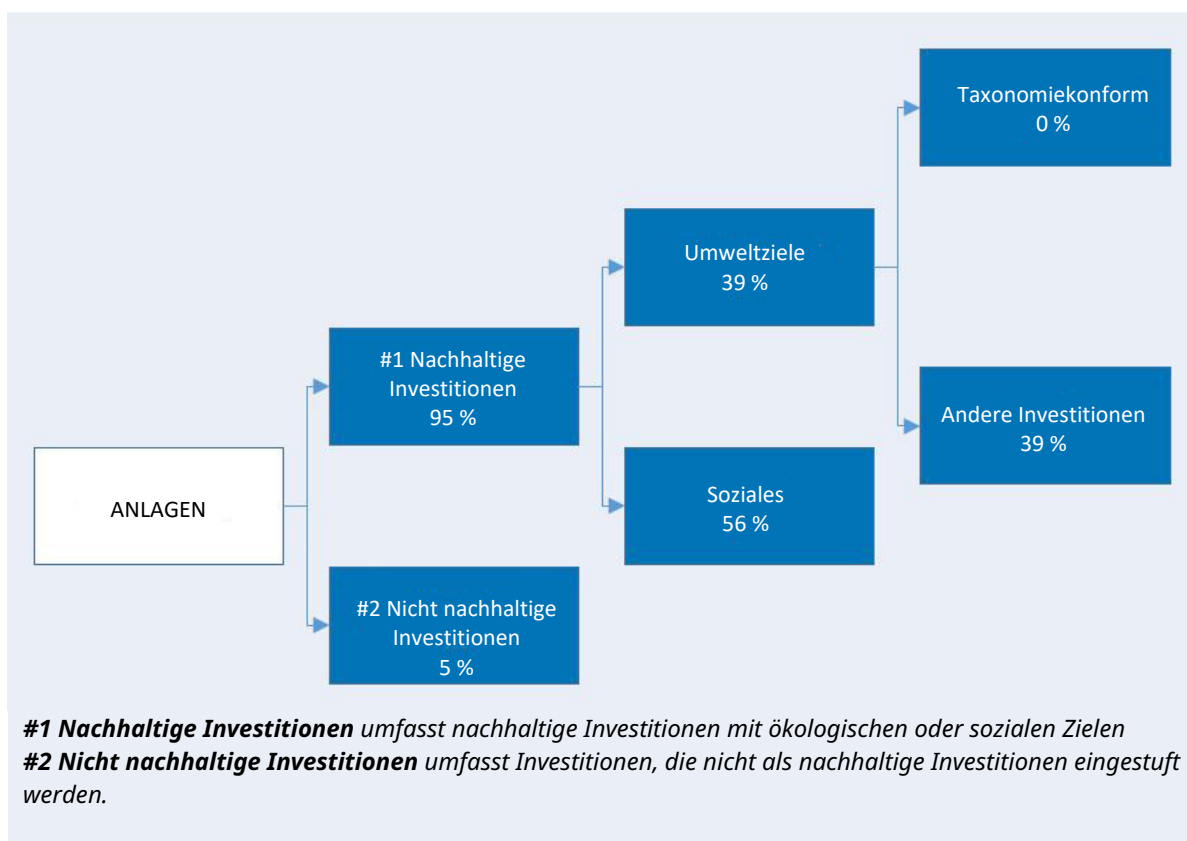 Taxonomiekonform
0 %
Umweltziele
39 %
#1 Nachhaltige
Investitionen
95 %
Andere Investitionen
39 %
ANLAGEN
Soziales
56 %
#2 Nicht nachhaltige
Investitionen
5 %
#1 Nachhaltige Investitionen umfasst nachhaltige Investitionen mit ökologischen oder sozialen Zielen
#2 Nicht nachhaltige Investitionen umfasst Investitionen, die nicht als nachhaltige Investitionen eingestuft
werden.